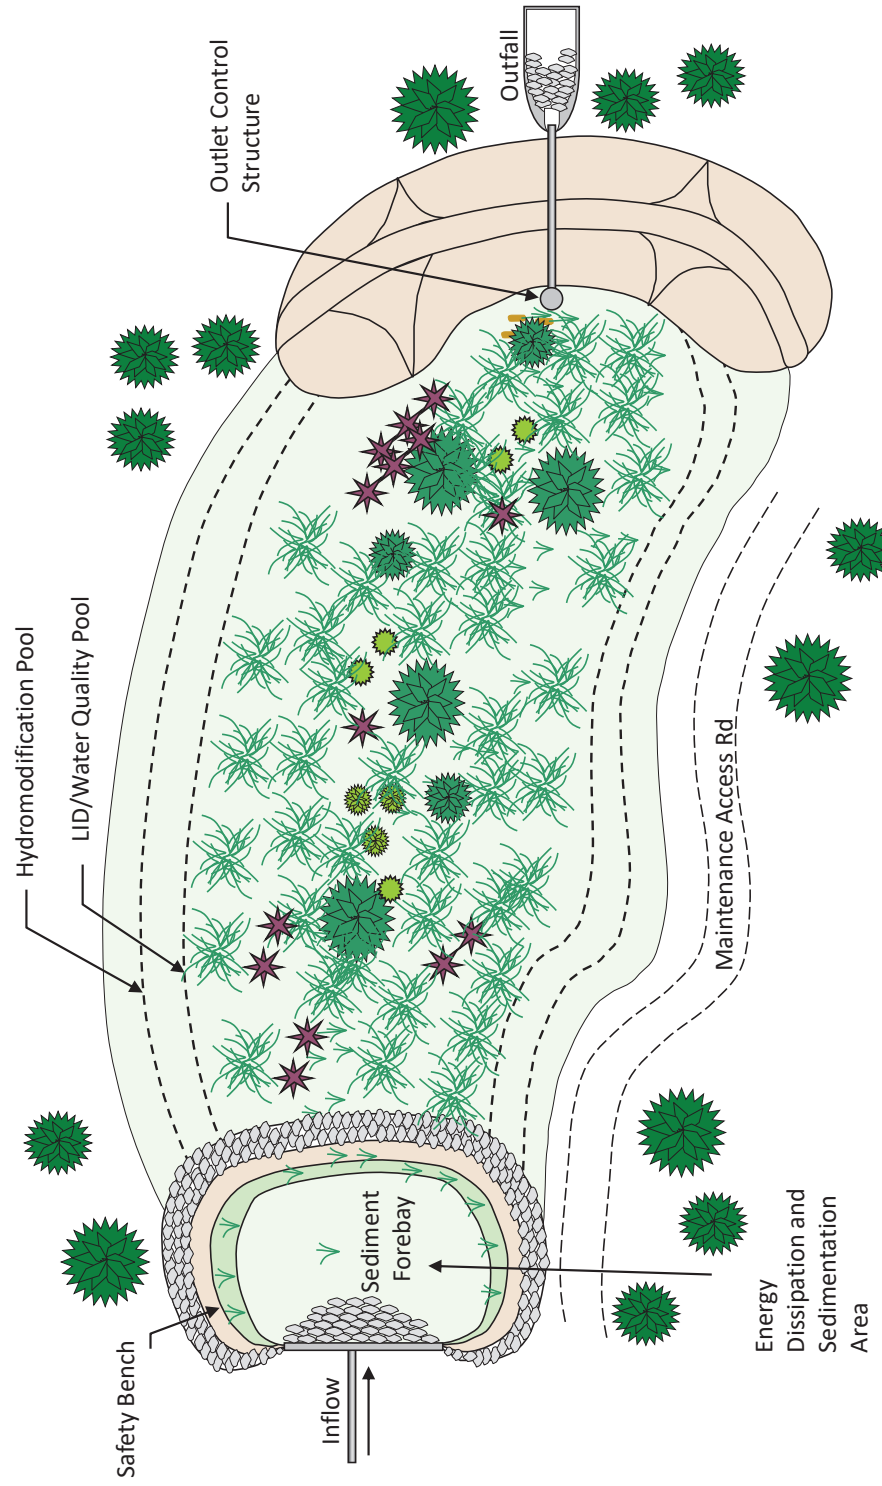 Hydromodification Pool
LID/Water Quality Pool
Outlet Control
Structure
Outfall
Safety Bench
Inflow
Sediment
Forebay
Maintenance Access Rd
Energy
Dissipation and
Sedimentation
Area